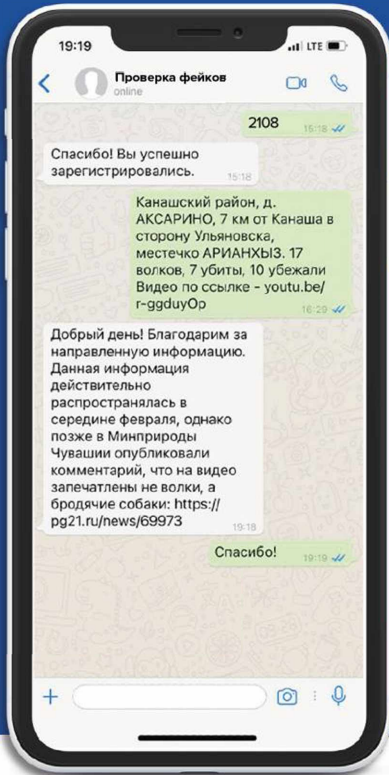 19:19
LTE
Проверка фейков
online
2108
15:18
Спасибо! Вы успешно
зарегистрировались.
15:18
Канашский район, д.
АКСАРИНО, 7 км от Канаша в
сторону Ульяновска,
местечко АРИАНХЫЗ. 17
волков, 7 убиты, 10 убежали
Видео по ссылке - youtu.be/
r-ggduyOp
16:29
Добрый день! Благодарим за
направленную информацию.
Данная информация
действительно
распространялась в
середине февраля, однако
позже в Минприроды
Чувашии опубликовали
комментарий, что на видео
запечатлены не волки, а
бродячие собаки: https://
pg21.ru/news/69973
19:18
Спасибо!
19:19